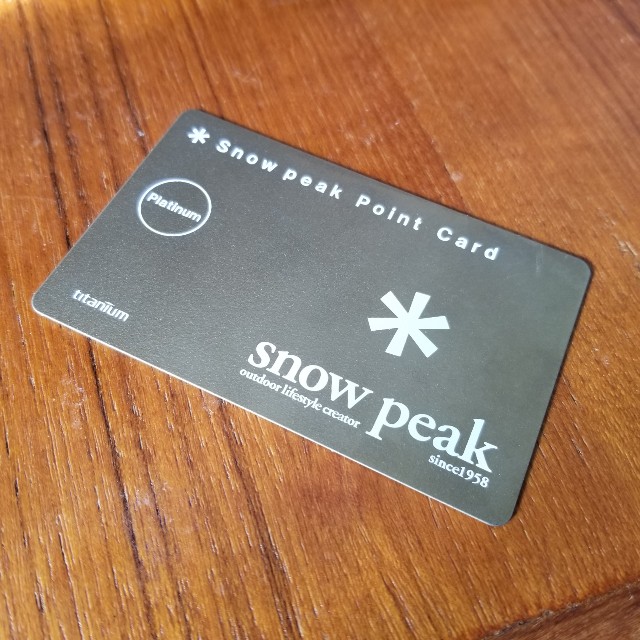 Snow peak Point Card
Platinum
titanium
snow peak
outdoor lifestyle creator
since1958